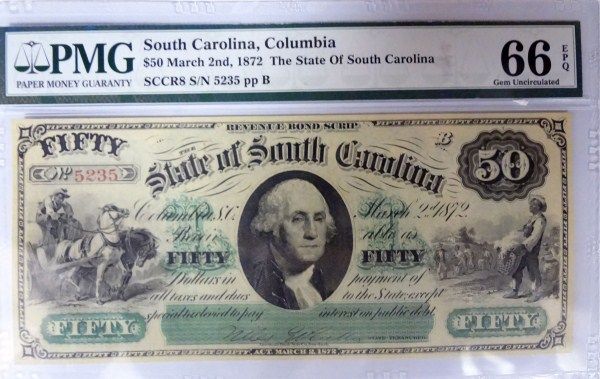 PMG
PAPER MONEY GUARANTY
South Carolina, Columbia
$50 March 2nd, 1872 The State Of South Carolina
SCCR8 S/N 5235 pp B
66 EPQ
Gem Uncirculated
REVENUE BOND SCRIP
FIFTY
THE
B
State of South Carolina
50
No 5235
Columbia S.C. March 2d 1872.
FIFTY FIFTY
Dollars in payment of
all taxes and dues to the State, except
special tax levied to pay interest on public debt.
FIFTY FIFTY
STATE TREASURER
ACT, MARCH 2, 1872